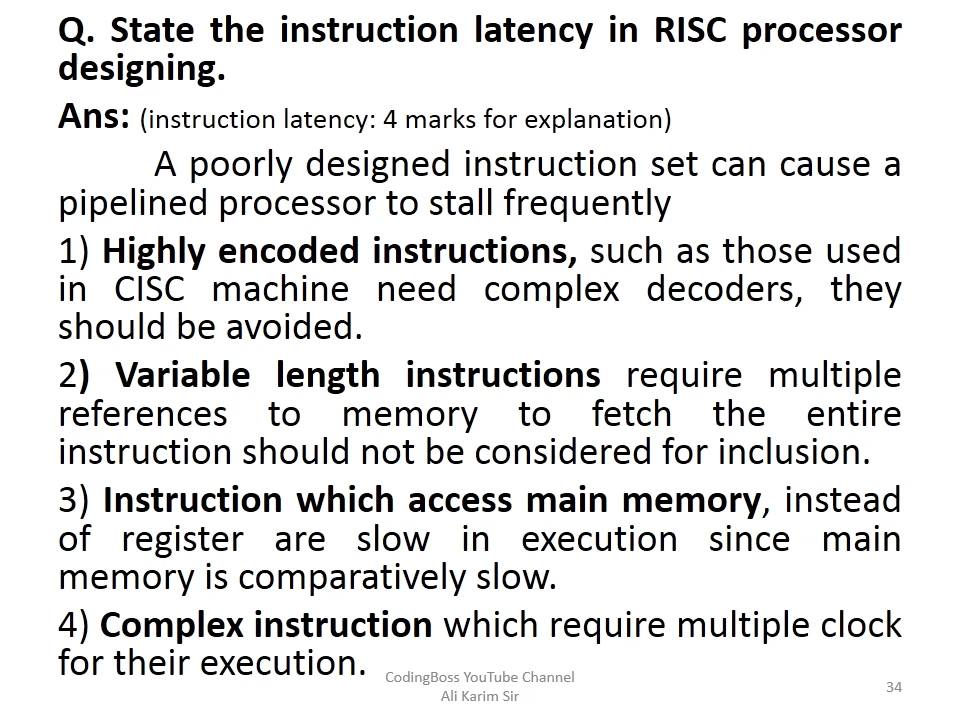 Q. State the instruction latency in RISC processor
designing.
Ans: (instruction latency: 4 marks for explanation)
A poorly designed instruction set can cause a
pipelined processor to stall frequently
1) Highly encoded instructions, such as those used
in CISC machine need complex decoders, they
should be avoided.
2) Variable length instructions require multiple
references to memory to fetch the entire
instruction should not be considered for inclusion.
3) Instruction which access main memory, instead
of register are slow in execution since main
memory is comparatively slow.
4) Complex instruction which require multiple clock
for their execution.
CodingBoss YouTube Channel
Ali Karim Sir
34